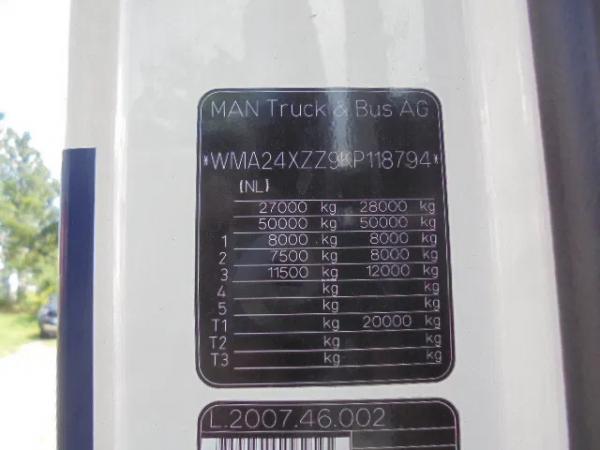 MAN Truck & Bus AG
*WMA24XZZ9KP118794*
(NL)
27000 kg 28000 kg
50000 kg 50000 kg
1 8000 kg 8000 kg
2 7500 kg 8000 kg
3 11500 kg 12000 kg
4 kg kg
5 kg kg
T1 kg 20000 kg
T2 kg kg
T3 kg kg
L.2007.46.002